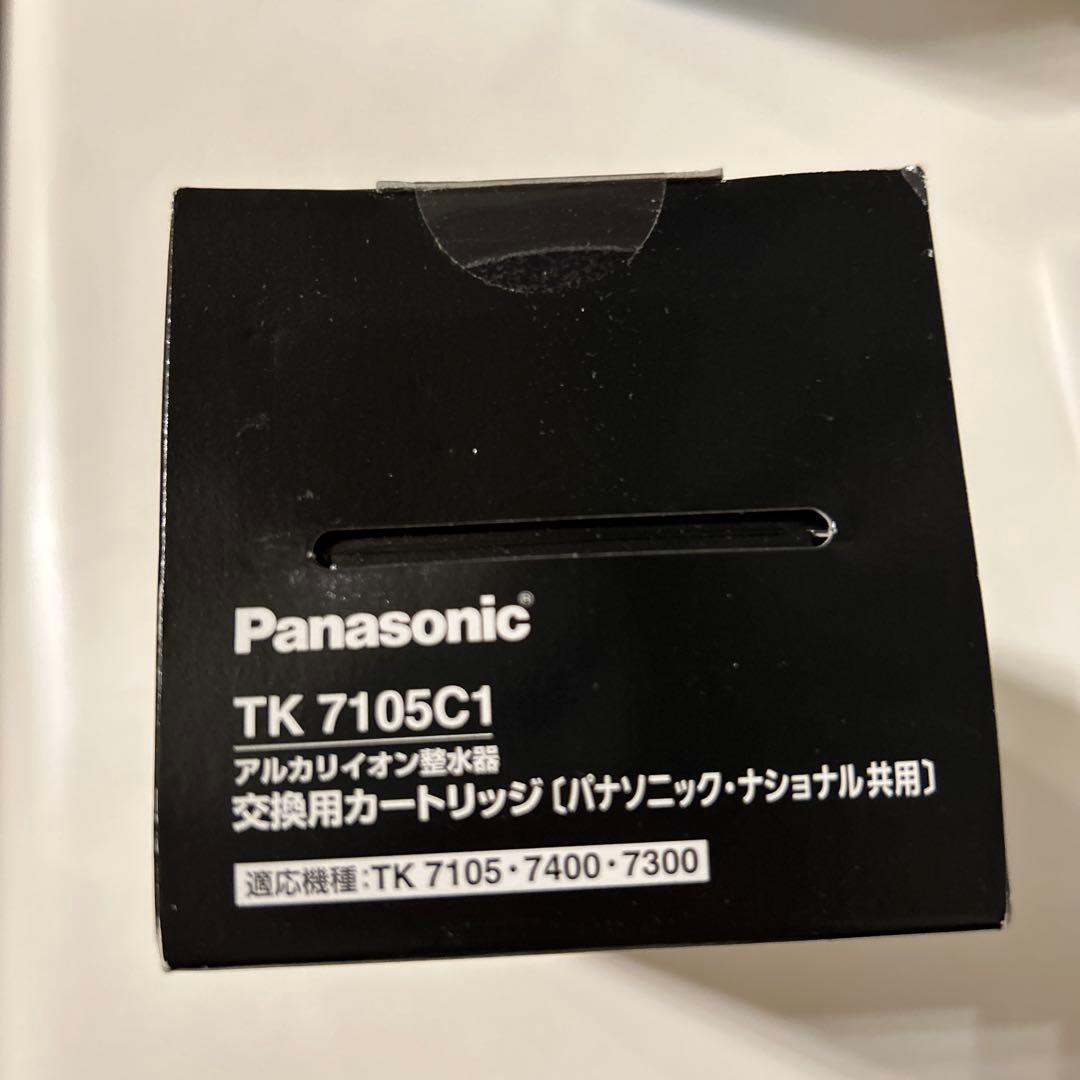 Panasonic®
TK 7105C1
アルカリイオン整水器
交換用カートリッジ〔パナソニック・ナショナル共用〕
適応機種:TK 7105・7400・7300